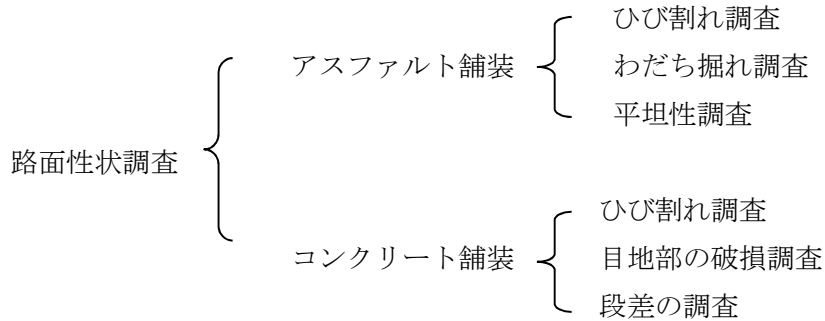 ひび割れ調査
アスファルト舗装
わだち掘れ調査
平坦性調査
路面性状調査
ひび割れ調査
コンクリート舗装
目地部の破損調査
段差の調査